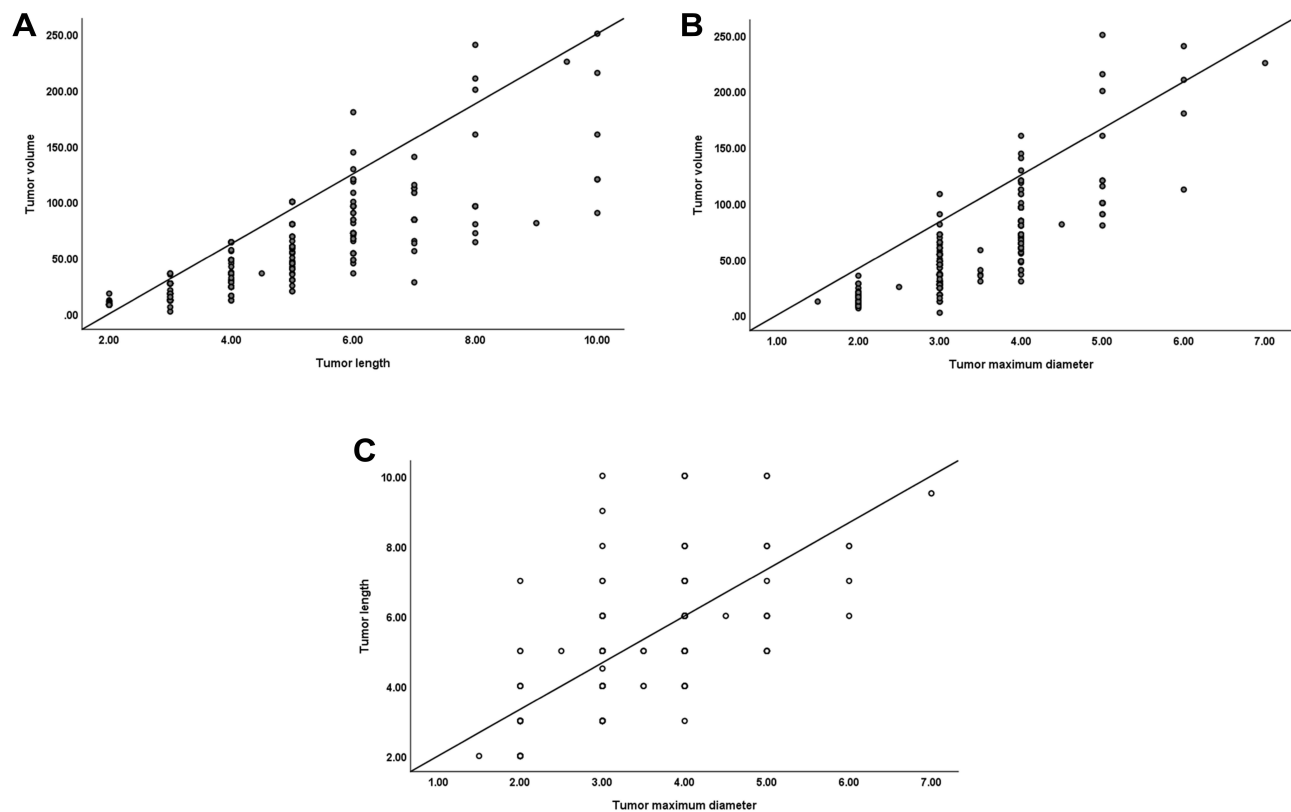 A
250.00
200.00
150.00
100.00
50.00
.00
Tumor volume
2.00 4.00 6.00 8.00 10.00
Tumor length
B
250.00
200.00
150.00
100.00
50.00
.00
Tumor volume
1.00 2.00 3.00 4.00 5.00 6.00 7.00
Tumor maximum diameter
C
10.00
8.00
6.00
4.00
2.00
Tumor length
1.00 2.00 3.00 4.00 5.00 6.00 7.00
Tumor maximum diameter